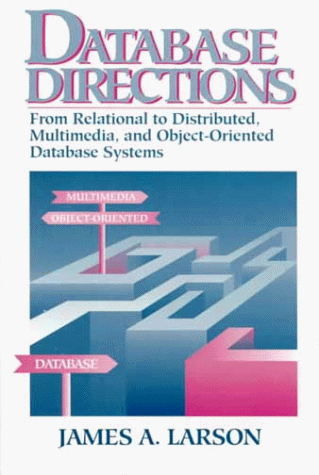 DATABASE
DIRECTIONS
From Relational to Distributed,
Multimedia, and Object-Oriented
Database Systems
MULTIMEDIA
OBJECT-ORIENTED
DATABASE
JAMES A. LARSON